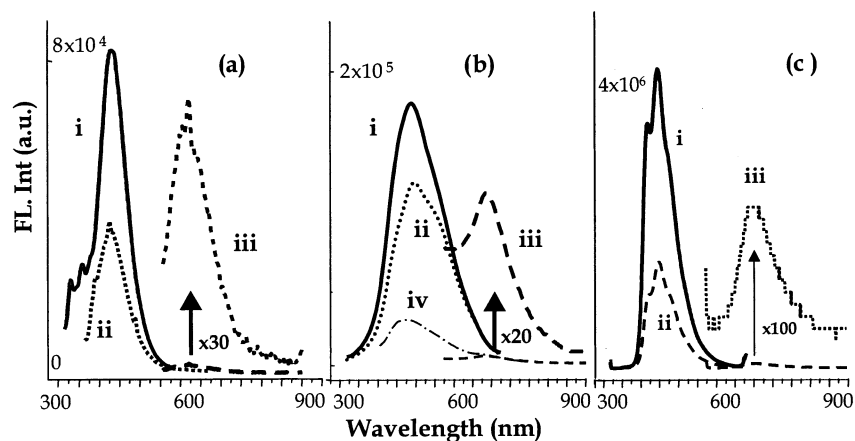 (a)
8x10⁴
i
ii
iii
x30
0
300
600
900
(b)
2x10⁵
i
ii
iii
iv
x20
300
600
900
(c )
4x10⁶
i
ii
iii
x100
300
600
900
FL. Int (a.u.)
Wavelength (nm)